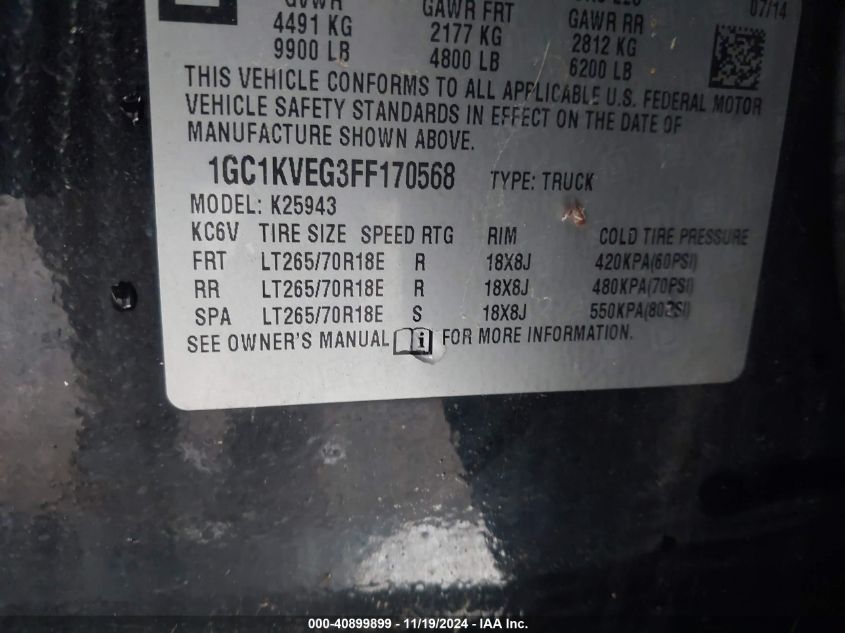 GVWR GAWR FRT GAWR RR 07/14
4491 KG 2177 KG 2812 KG
9900 LB 4800 LB 6200 LB
THIS VEHICLE CONFORMS TO ALL APPLICABLE U.S. FEDERAL MOTOR
VEHICLE SAFETY STANDARDS IN EFFECT ON THE DATE OF
MANUFACTURE SHOWN ABOVE.
1GC1KVEG3FF170568 TYPE: TRUCK
MODEL: K25943
KC6V TIRE SIZE SPEED RTG RIM COLD TIRE PRESSURE
FRT LT265/70R18E R 18X8J 420KPA(60PSI)
RR LT265/70R18E R 18X8J 480KPA(70PSI)
SPA LT265/70R18E S 18X8J 550KPA(80PSI)
SEE OWNER'S MANUAL i FOR MORE INFORMATION.
000-40899899 - 11/19/2024 - IAA Inc.